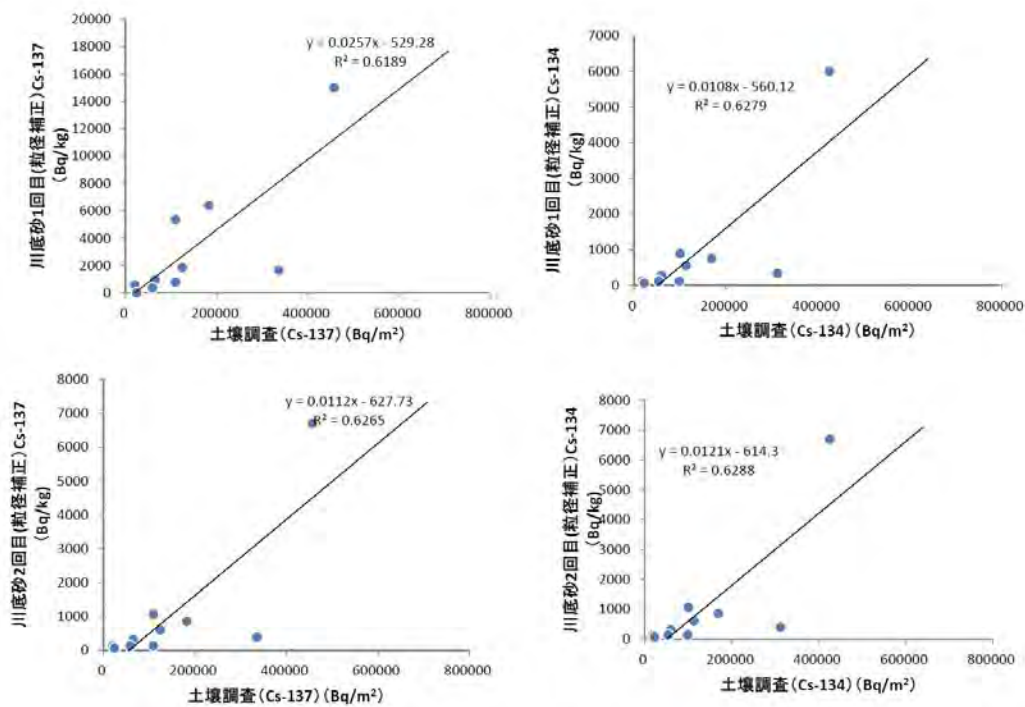 川底砂1回目(粒径補正)Cs-137
(Bq/kg)
20000
18000
16000
14000
12000
10000
8000
6000
4000
2000
0
y = 0.0257x - 529.28
R² = 0.6189
0 200000 400000 600000 800000
土壌調査(Cs-137)(Bq/m²)
川底砂1回目(粒径補正)Cs-134
(Bq/kg)
7000
6000
5000
4000
3000
2000
1000
0
y = 0.0108x - 560.12
R² = 0.6279
0 200000 400000 600000 800000
土壌調査(Cs-134)(Bq/m²)
川底砂2回目(粒径補正)Cs-137
(Bq/kg)
8000
7000
6000
5000
4000
3000
2000
1000
0
y = 0.0112x - 627.73
R² = 0.6265
0 200000 400000 600000 800000
土壌調査(Cs-137)(Bq/m²)
川底砂2回目(粒径補正)Cs-134
(Bq/kg)
8000
7000
6000
5000
4000
3000
2000
1000
0
y = 0.0121x - 614.3
R² = 0.6288
0 200000 400000 600000 800000
土壌調査(Cs-134)(Bq/m²)